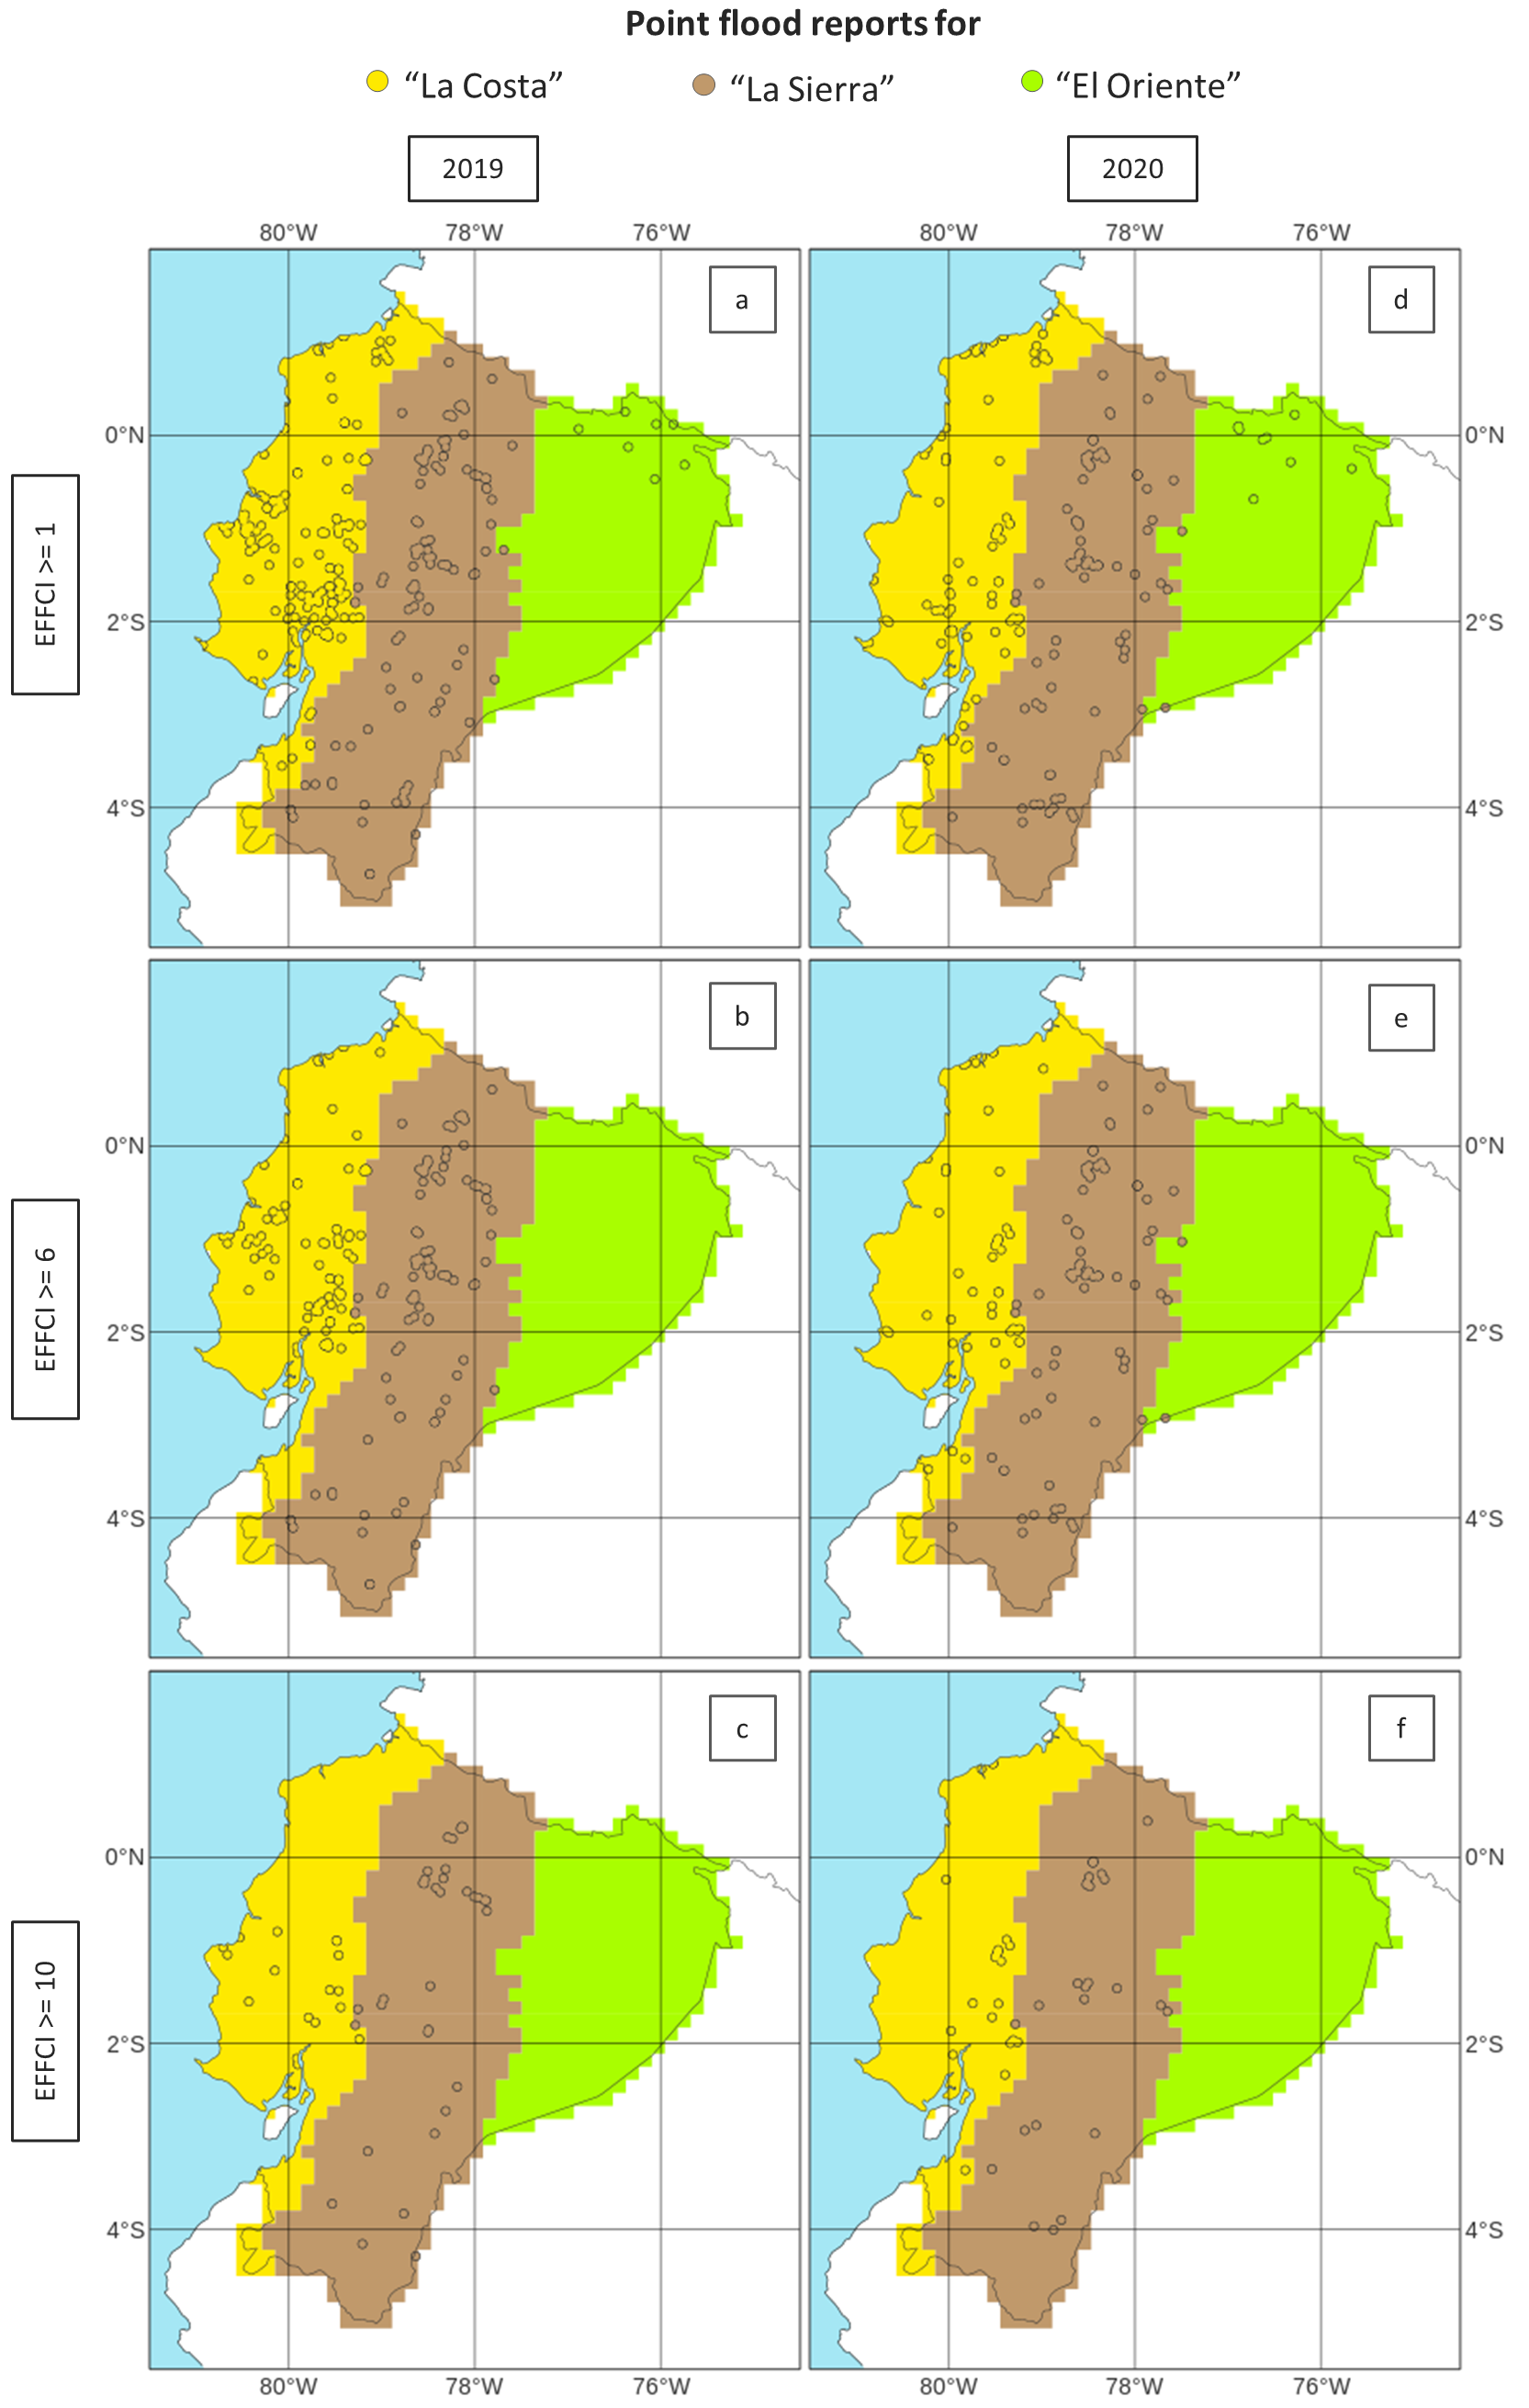 Point flood reports for
“La Costa” “La Sierra” “El Oriente”
2019 2020
80°W 78°W 76°W 80°W 78°W 76°W
a d
0°N 0°N
EFFCI >= 1
2°S 2°S
4°S 4°S
b e
0°N 0°N
EFFCI >= 6
2°S 2°S
4°S 4°S
c f
0°N 0°N
EFFCI >= 10
2°S 2°S
4°S 4°S
80°W 78°W 76°W 80°W 78°W 76°W